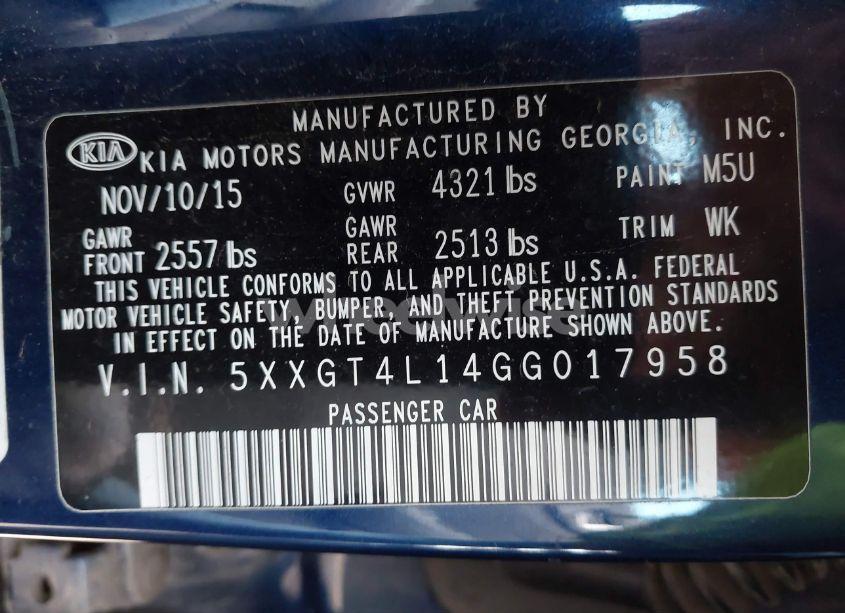 MANUFACTURED BY
KIA KIA MOTORS MANUFACTURING GEORGIA, INC.
NOV/10/15 GVWR 4321 lbs PAINT M5U
GAWR FRONT 2557 lbs GAWR REAR 2513 lbs TRIM WK
THIS VEHICLE CONFORMS TO ALL APPLICABLE U.S.A. FEDERAL
MOTOR VEHICLE SAFETY, BUMPER, AND THEFT PREVENTION STANDARDS
IN EFFECT ON THE DATE OF MANUFACTURE SHOWN ABOVE.
V.I.N. 5XXGT4L14GG017958
PASSENGER CAR